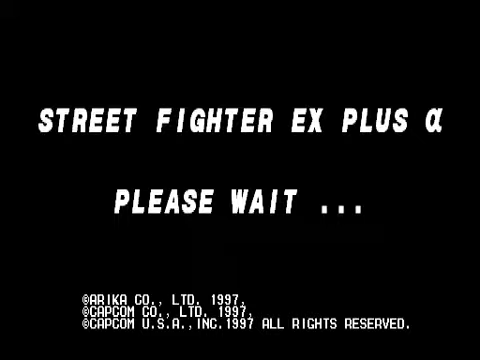 STREET FIGHTER EX PLUS α
PLEASE WAIT ...
©ARIKA CO., LTD. 1997,
©CAPCOM CO., LTD. 1997,
©CAPCOM U.S.A., INC. 1997 ALL RIGHTS RESERVED.